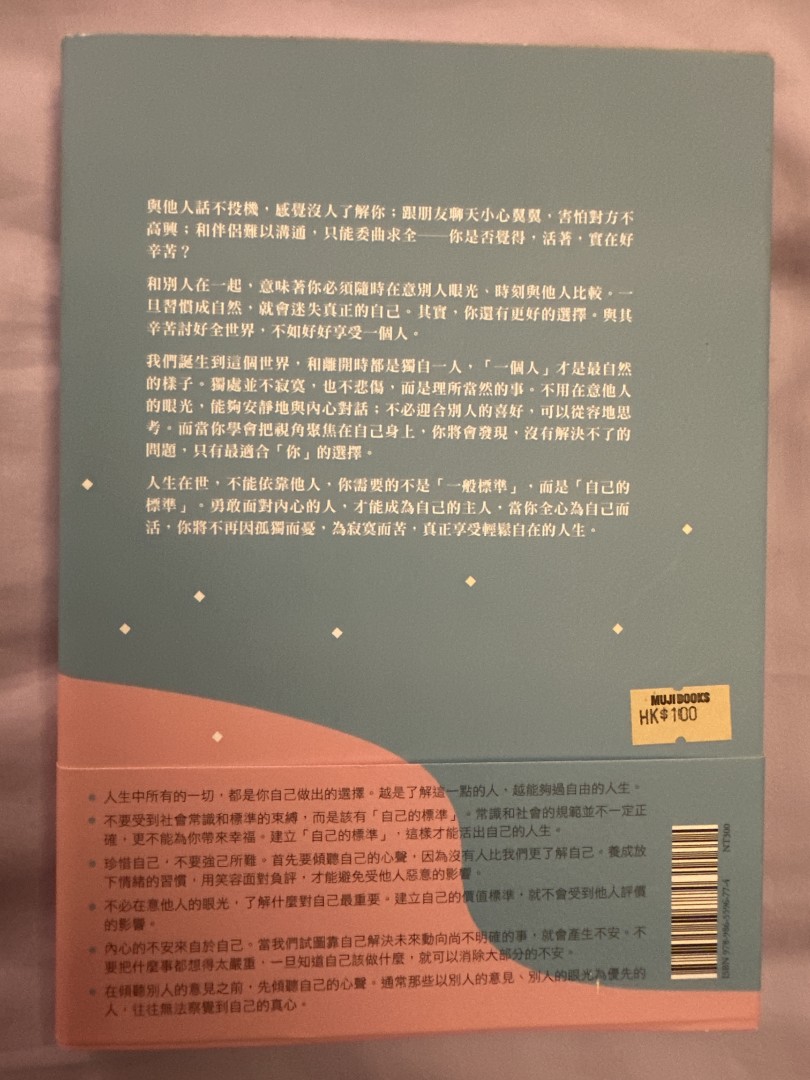 與他人話不投機，感覺沒人了解你；跟朋友聊天小心翼翼，害怕對方不
高興；和伴侶難以溝通，只能委曲求全——你是否覺得，活著，實在好
辛苦？
和別人在一起，意味著你必須隨時在意別人眼光、時刻與他人比較。一
旦習慣成自然，就會迷失真正的自己。其實，你還有更好的選擇。與其
辛苦討好全世界，不如好好享受一個人。
我們誕生到這個世界，和離開時都是獨自一人，「一個人」才是最自然
的樣子。獨處並不寂寞，也不悲傷，而是理所當然的事。不用在意他人
的眼光，能夠安靜地與內心對話；不必迎合別人的喜好，可以從容地思
考。而當你學會把視角聚焦在自己身上，你將會發現，沒有解決不了的
問題，只有最適合「你」的選擇。
人生在世，不能依靠他人，你需要的不是「一般標準」，而是「自己的
標準」。勇敢面對內心的人，才能成為自己的主人，當你全心為自己而
活，你將不再因孤獨而憂，為寂寞而苦，真正享受輕鬆自在的人生。
MUJI BOOKS
HK$100
人生中所有的一切，都是你自己做出的選擇。越是了解這一點的人，越能夠過自由的人生。
不要受到社會常識和標準的束縛，而是該有「自己的標準」。常識和社會的規範並不一定正
確，更不能為你帶來幸福。建立「自己的標準」，這樣才能活出自己的人生。
珍惜自己，不要強己所難。首先要傾聽自己的心聲，因為沒有人比我們更了解自己。養成放
下情緒的習慣，用笑容面對負評，才能避免受他人惡意的影響。
不必在意他人的眼光，了解什麼對自己最重要。建立自己的價值標準，就不會受到他人評價
的影響。
內心的不安來自於自己。當我們試圖靠自己解決未來動向尚不明確的事，就會產生不安。不
要把什麼事都想得太嚴重，一旦知道自己該做什麼，就可以消除大部分的不安。
在傾聽別人的意見之前，先傾聽自己的心聲。通常那些以別人的意見、別人的眼光為優先的
人，往往無法察覺到自己的真心。
ISBN 978-986-5596-77-4
NT300